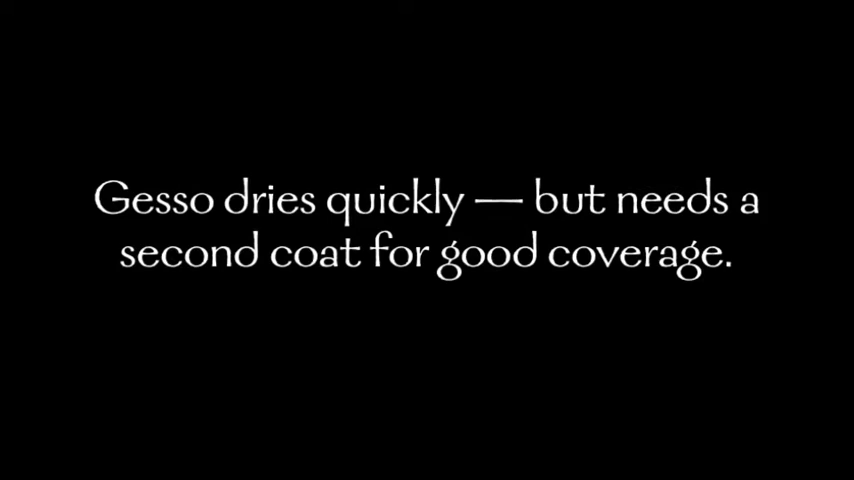 Gesso dries quickly — but needs a
second coat for good coverage.